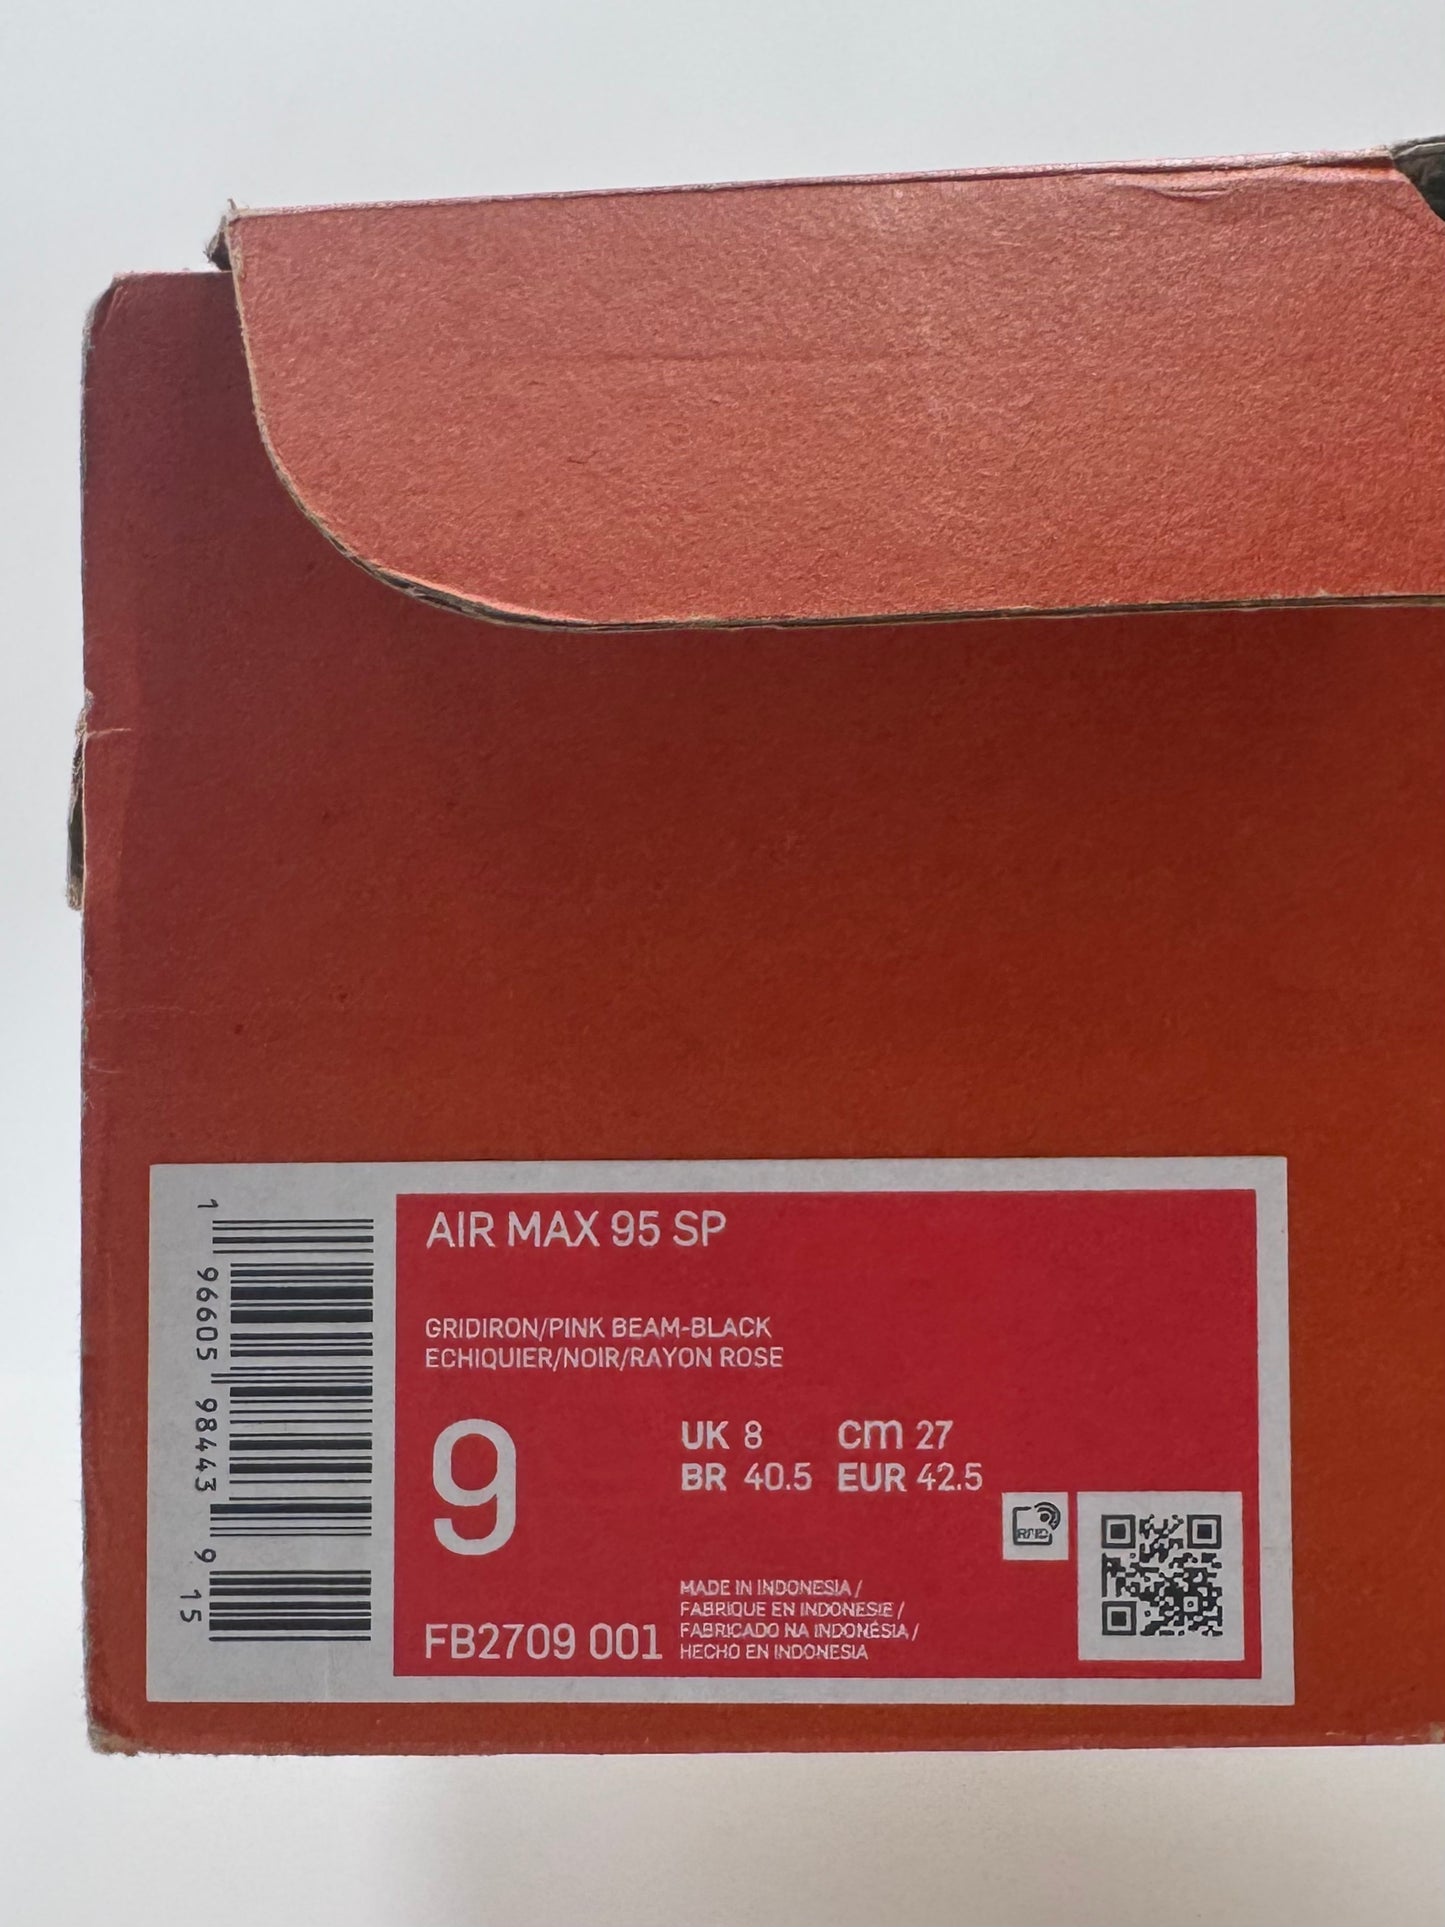 AIR MAX 95 SP
GRIDIRON/PINK BEAM-BLACK
ECHIQUIER/NOIR/RAYON ROSE
9
UK 8 cm 27
BR 40.5 EUR 42.5
RFID
FB2709 001
MADE IN INDONESIA /
FABRIQUE EN INDONESIE /
FABRICADO NA INDONÉSIA /
HECHO EN INDONESIA
1 96605 98443 9 15